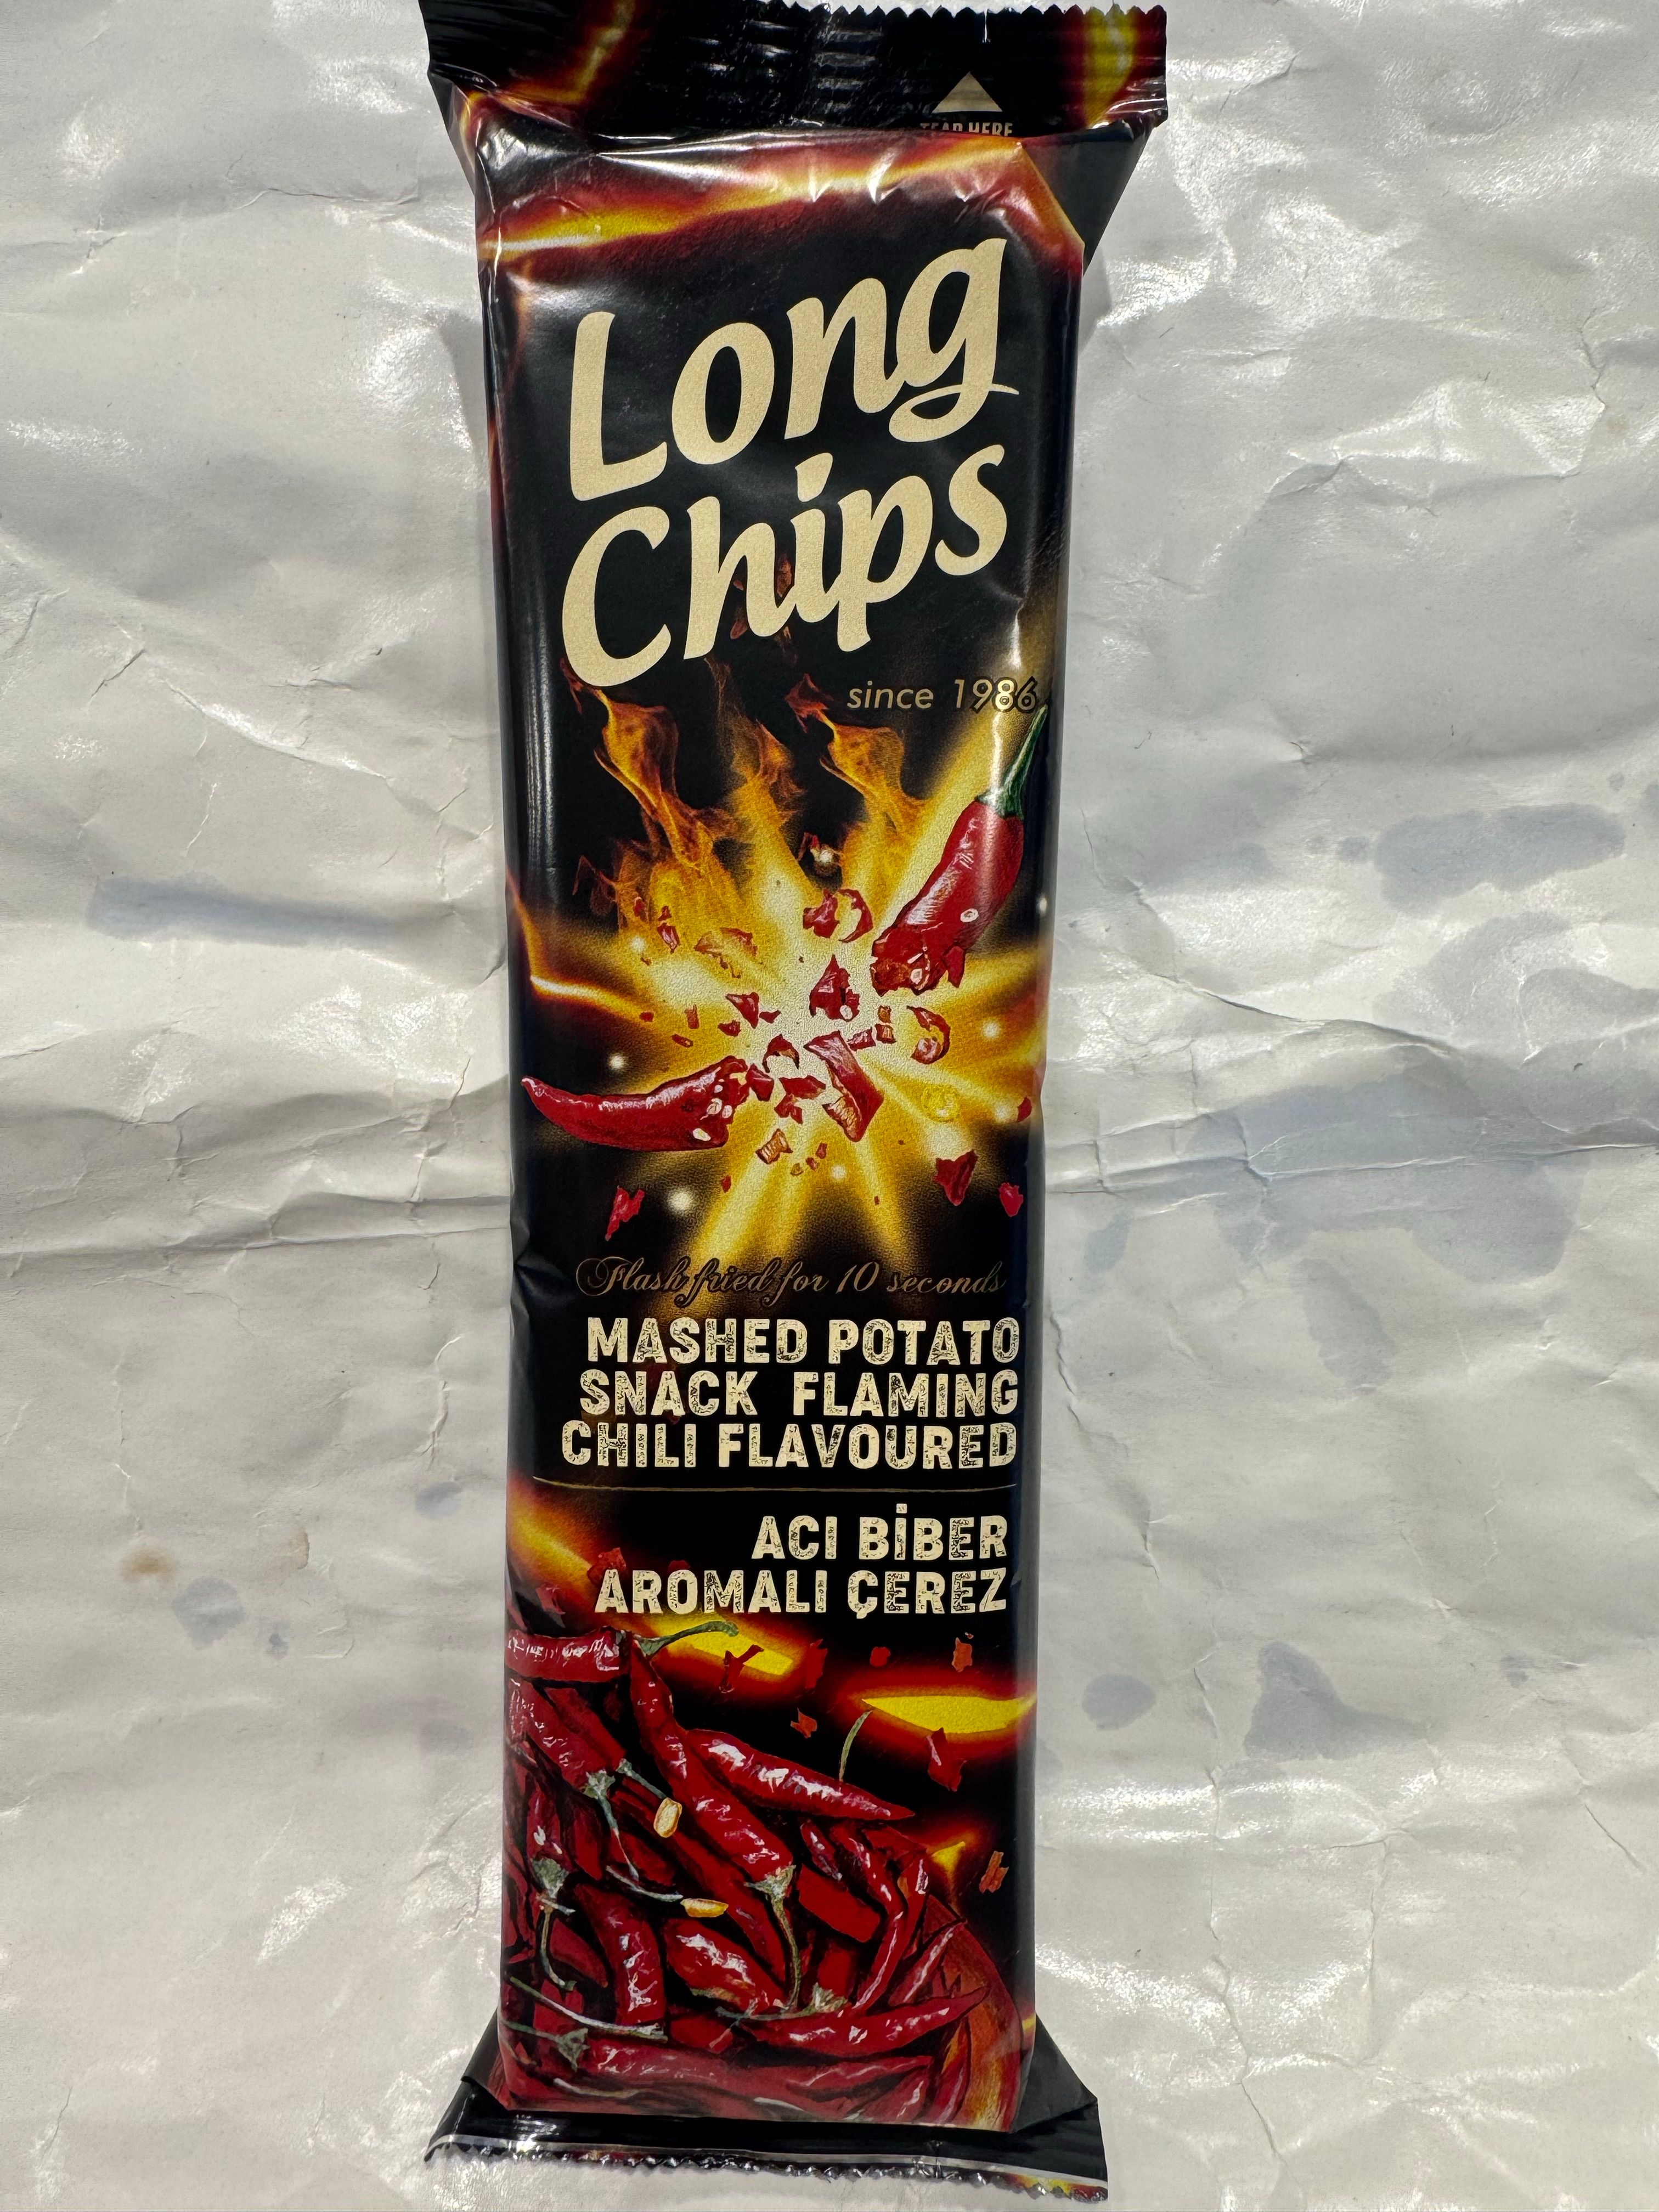 TEAR HERE
Long
Chips
since 1986
Flash fried for 10 seconds
MASHED POTATO
SNACK FLAMING
CHILI FLAVOURED
ACI BİBER
AROMALI ÇEREZ